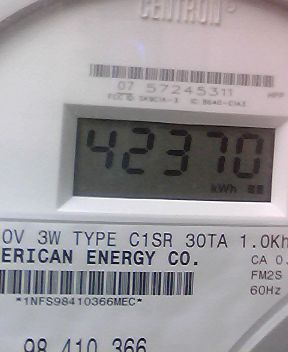 CENTRON®
07 57245311
42370
kWh
0V 3W TYPE C1SR 30TA 1.0Kh
ERICAN ENERGY CO.
CA 0.
FM2S
60Hz
*1NFS98410366MEC*
98 410 366